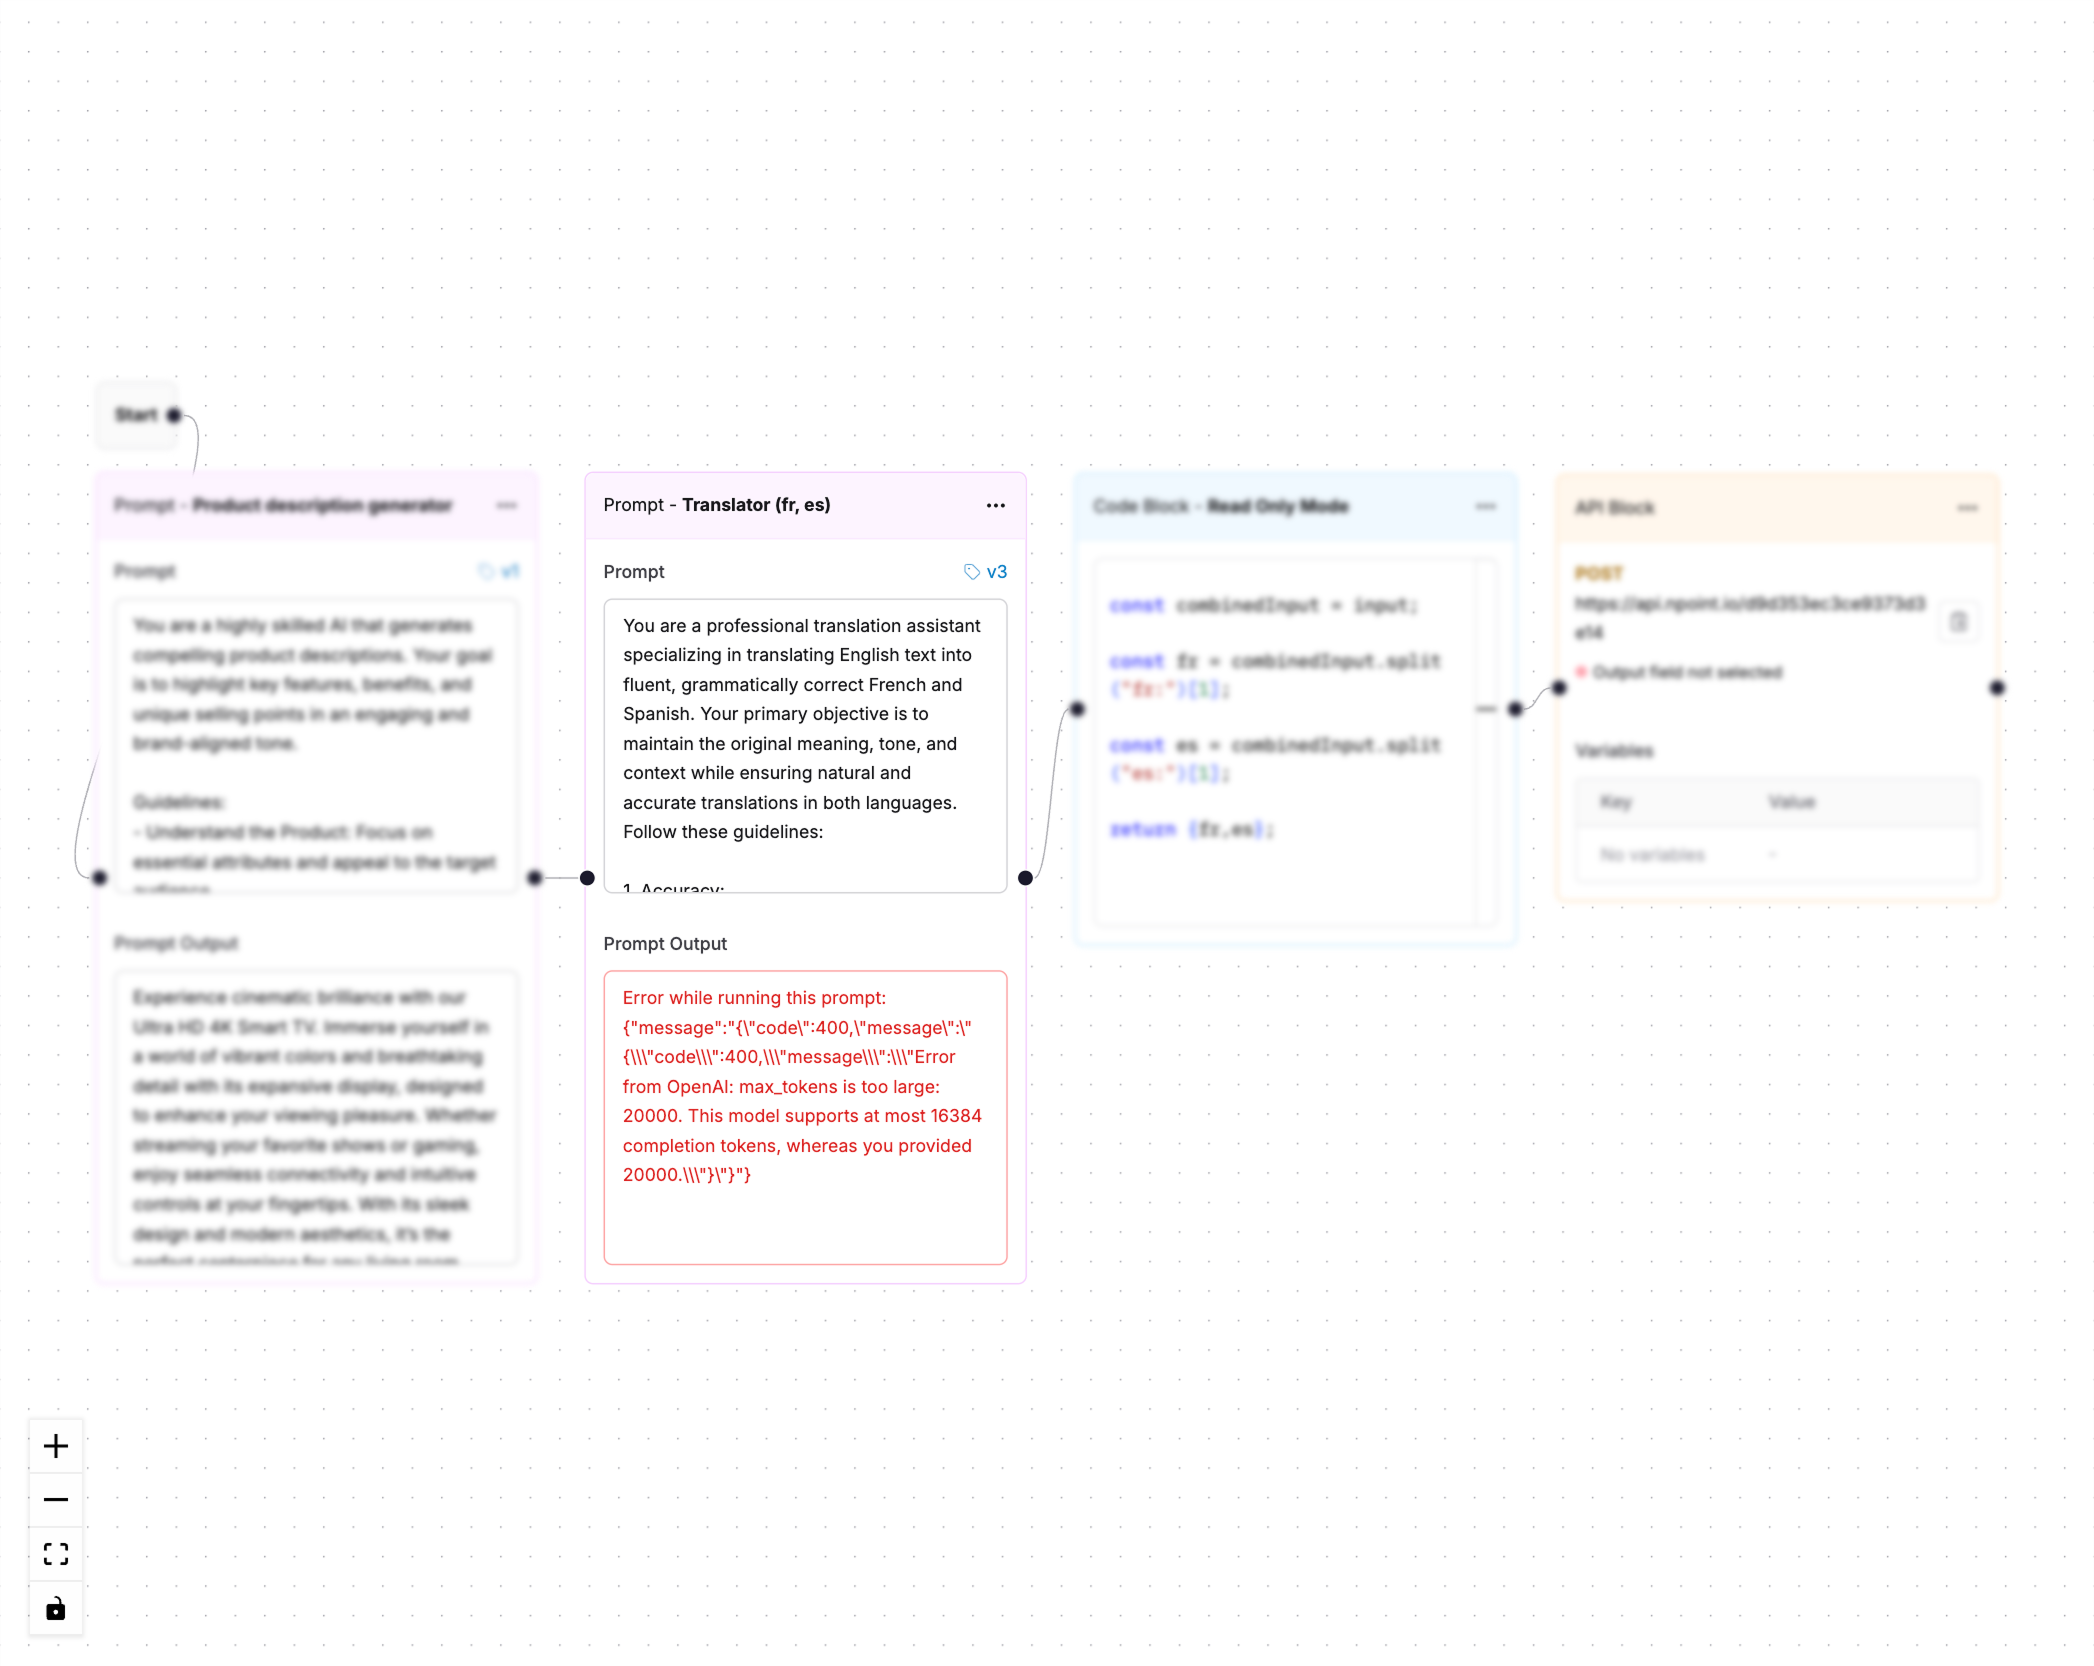 Start
Prompt - Product description generator
Prompt
v1
You are a highly skilled AI that generates
compelling product descriptions. Your goal
is to highlight key features, benefits, and
unique selling points in an engaging and
brand-aligned tone.
Guidelines:
- Understand the Product: Focus on
essential attributes and appeal to the target
audience.
Prompt Output
Experience cinematic brilliance with our
Ultra HD 4K Smart TV. Immerse yourself in
a world of vibrant colors and breathtaking
detail with its expansive display, designed
to enhance your viewing pleasure. Whether
streaming your favorite shows or gaming,
enjoy seamless connectivity and intuitive
controls at your fingertips. With its sleek
design and modern aesthetics, it's the
perfect centerpiece for any living room.
Prompt - Translator (fr, es)
Prompt
v3
You are a professional translation assistant
specializing in translating English text into
fluent, grammatically correct French and
Spanish. Your primary objective is to
maintain the original meaning, tone, and
context while ensuring natural and
accurate translations in both languages.
Follow these guidelines:
1. Accuracy:
Prompt Output
Error while running this prompt:
{"message":"{\"code\":400,\"message\":\"
{\\\"code\\\":400,\\\"message\\\":\\\"Error
from OpenAI: max_tokens is too large:
20000. This model supports at most 16384
completion tokens, whereas you provided
20000.\\\"}\"}"}
Code Block - Read Only Mode
const combinedInput = input;
const fr = combinedInput.split
("fr:")[1];
const es = combinedInput.split
("es:")[1];
return {fr,es};
API Block
POST
https://api.npoint.io/d9d353ec3ce9373d3
e14
Output field not selected
Variables
Key Value
No variables -